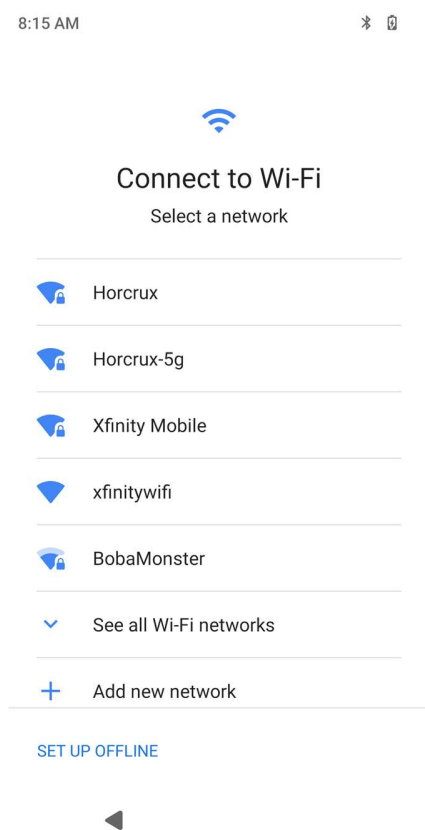 8:15 AM
Connect to Wi-Fi
Select a network
Horcrux
Horcrux-5g
Xfinity Mobile
xfinitywifi
BobaMonster
See all Wi-Fi networks
Add new network
SET UP OFFLINE